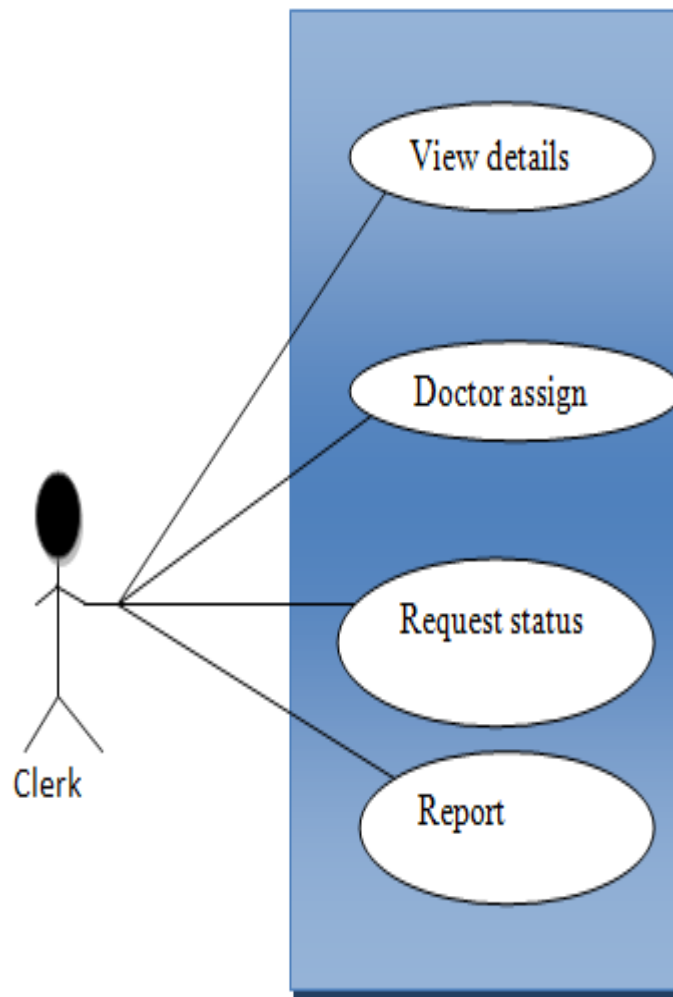 View details
Doctor assign
Request status
Report
Clerk